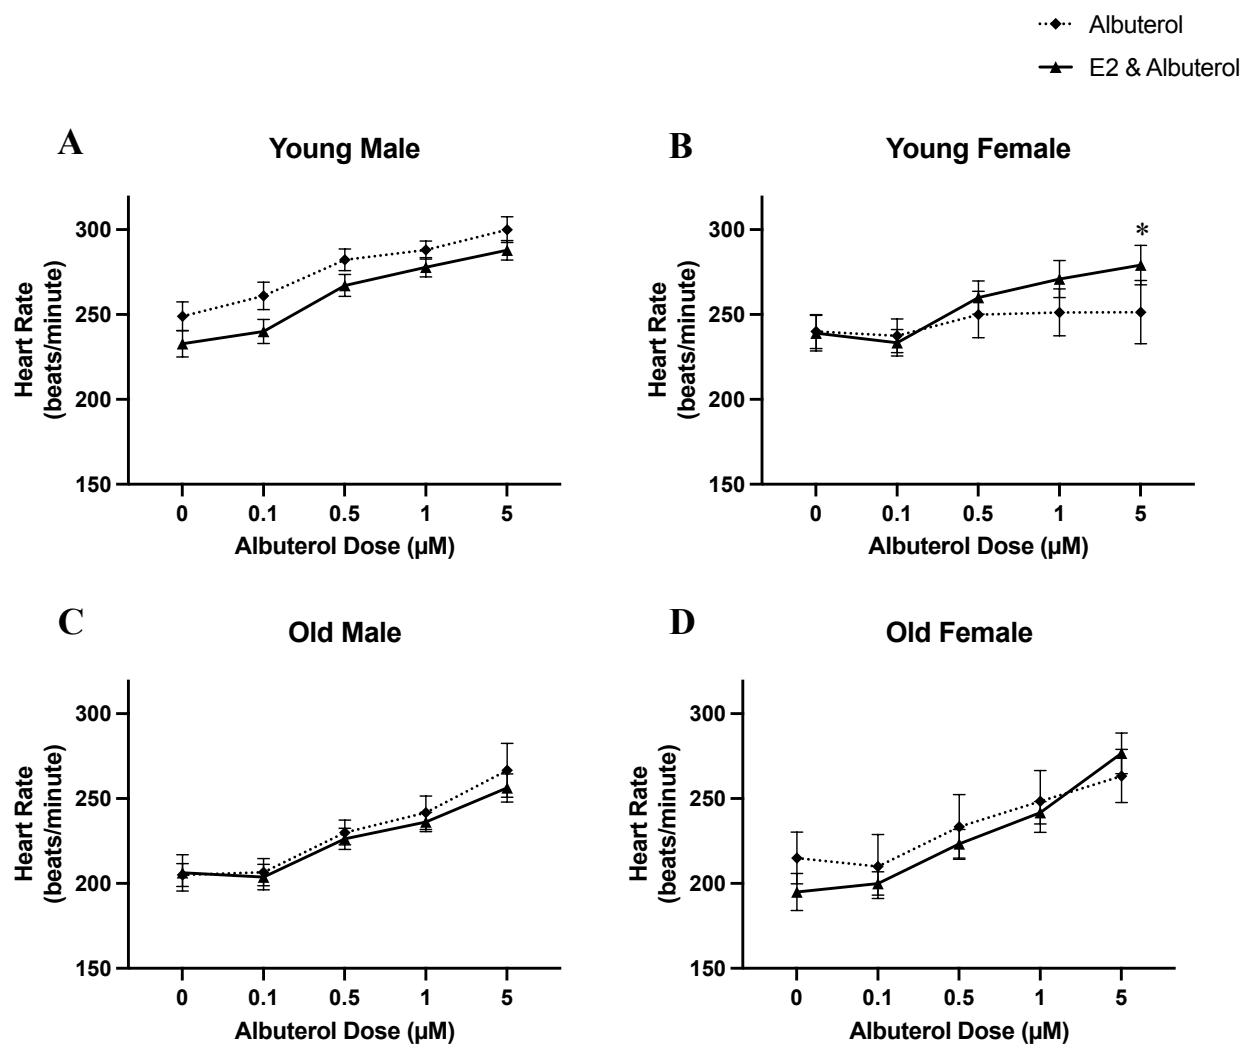 Albuterol
E2 & Albuterol
A
Young Male
300
250
200
150
Heart Rate
(beats/minute)
0 0.1 0.5 1 5
Albuterol Dose (µM)
B
Young Female
*
300
250
200
150
Heart Rate
(beats/minute)
0 0.1 0.5 1 5
Albuterol Dose (µM)
C
Old Male
300
250
200
150
Heart Rate
(beats/minute)
0 0.1 0.5 1 5
Albuterol Dose (µM)
D
Old Female
300
250
200
150
Heart Rate
(beats/minute)
0 0.1 0.5 1 5
Albuterol Dose (µM)